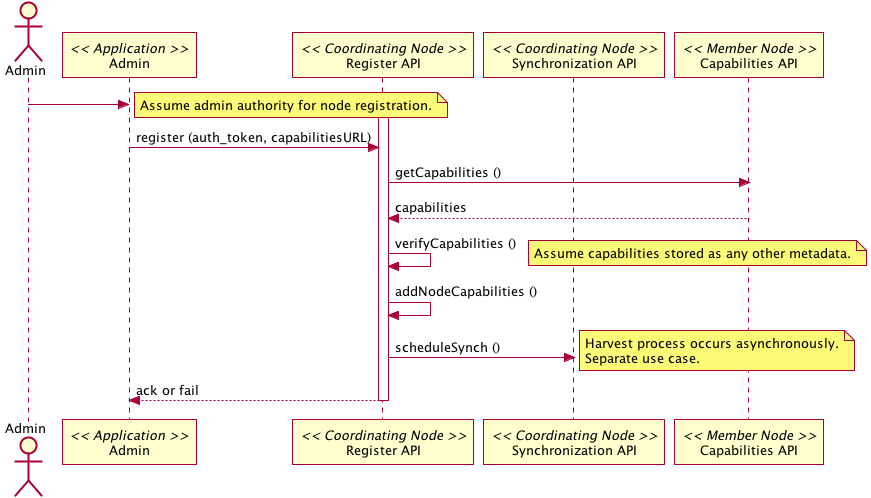 Admin
<< Application >>
Admin
<< Coordinating Node >>
Register API
<< Coordinating Node >>
Synchronization API
<< Member Node >>
Capabilities API
Assume admin authority for node registration.
register (auth_token, capabilitiesURL)
getCapabilities ()
capabilities
verifyCapabilities ()
Assume capabilities stored as any other metadata.
addNodeCapabilities ()
scheduleSynch ()
Harvest process occurs asynchronously.
Separate use case.
ack or fail
Admin
<< Application >>
Admin
<< Coordinating Node >>
Register API
<< Coordinating Node >>
Synchronization API
<< Member Node >>
Capabilities API